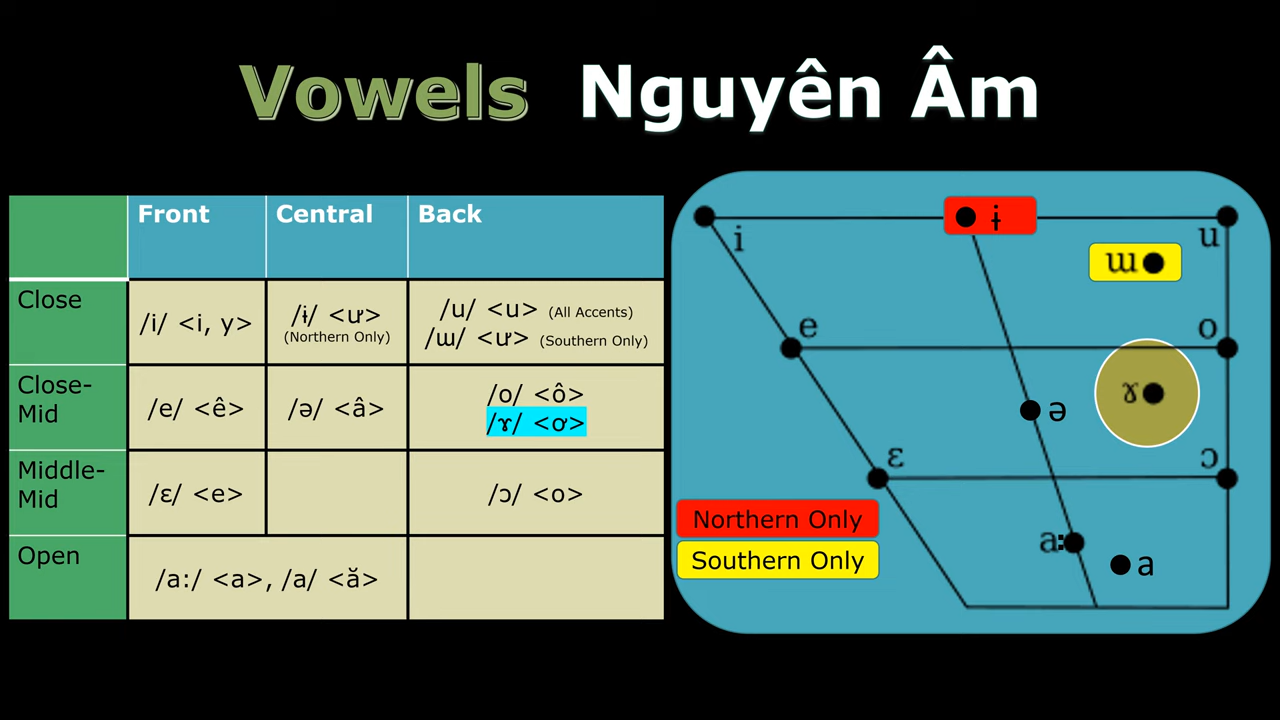 Vowels Nguyên Âm
Front Central Back
Close
/i/ <i, y>
/ɨ/ <ư>
(Northern Only)
/u/ <u> (All Accents)
/ɯ/ <ư> (Southern Only)
Close-
Mid
/e/ <ê>
/ə/ <â>
/o/ <ô>
/ɤ/ <ơ>
Middle-
Mid
/ɛ/ <e>
/ɔ/ <o>
Open
/a:/ <a>, /a/ <ă>
i
ɨ
u
ɯ
e
o
ɤ
ə
ɛ
ɔ
a:
a
Northern Only
Southern Only